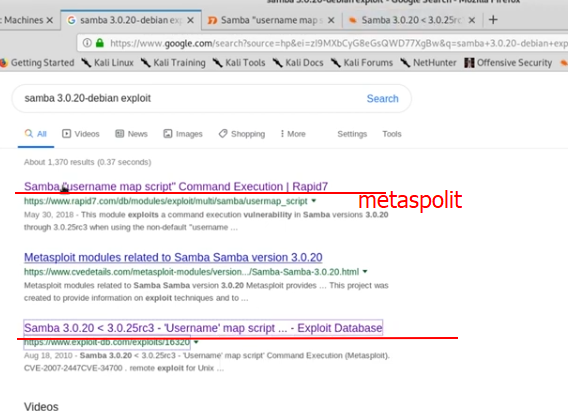 samba 3.0.20-debian exploit - Google Search - Mozilla Firefox
: Machines
samba 3.0.20-debian ex
Samba "username map s
Samba 3.0.20 < 3.0.25rc
https://www.google.com/search?source=hp&ei=zI9MXbCyG8eGsQWD77XgBw&q=samba+3.0.20-debian+exp
Getting Started
Kali Linux
Kali Training
Kali Tools
Kali Docs
Kali Forums
NetHunter
Offensive Security
samba 3.0.20-debian exploit
Search
All
Videos
News
Images
Shopping
More
Settings
Tools
About 1,370 results (0.37 seconds)
Samba "username map script" Command Execution | Rapid7
https://www.rapid7.com/db/modules/exploit/multi/samba/usermap_script
metaspolit
May 30, 2018 - This module exploits a command execution vulnerability in Samba versions 3.0.20
through 3.0.25rc3 when using the non-default "username ...
Metasploit modules related to Samba Samba version 3.0.20
https://www.cvedetails.com/metasploit-modules/version.../Samba-Samba-3.0.20.html
Metasploit modules related to Samba Samba version 3.0.20 Metasploit provides ... This project was
created to provide information on exploit techniques and to ...
Samba 3.0.20 < 3.0.25rc3 - 'Username' map script ... - Exploit Database
https://www.exploit-db.com/exploits/16320
Aug 18, 2010 - Samba 3.0.20 < 3.0.25rc3 - 'Username' map script' Command Execution (Metasploit).
CVE-2007-2447CVE-34700 . remote exploit for Unix ...
Videos